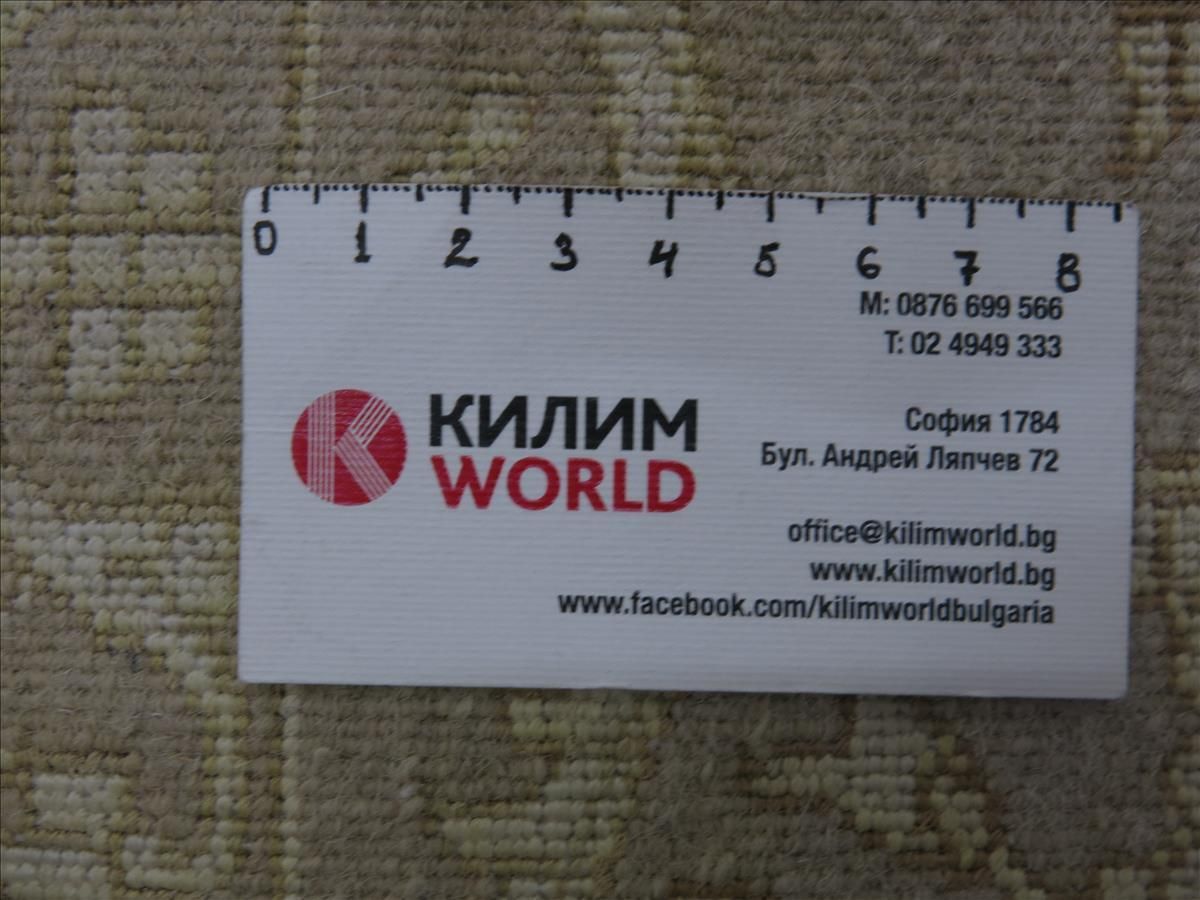 0 1 2 3 4 5 6 7 8
M: 0876 699 566
T: 02 4949 333
КИЛИМ
WORLD
София 1784
Бул. Андрей Ляпчев 72
office@kilimworld.bg
www.kilimworld.bg
www.facebook.com/kilimworldbulgaria